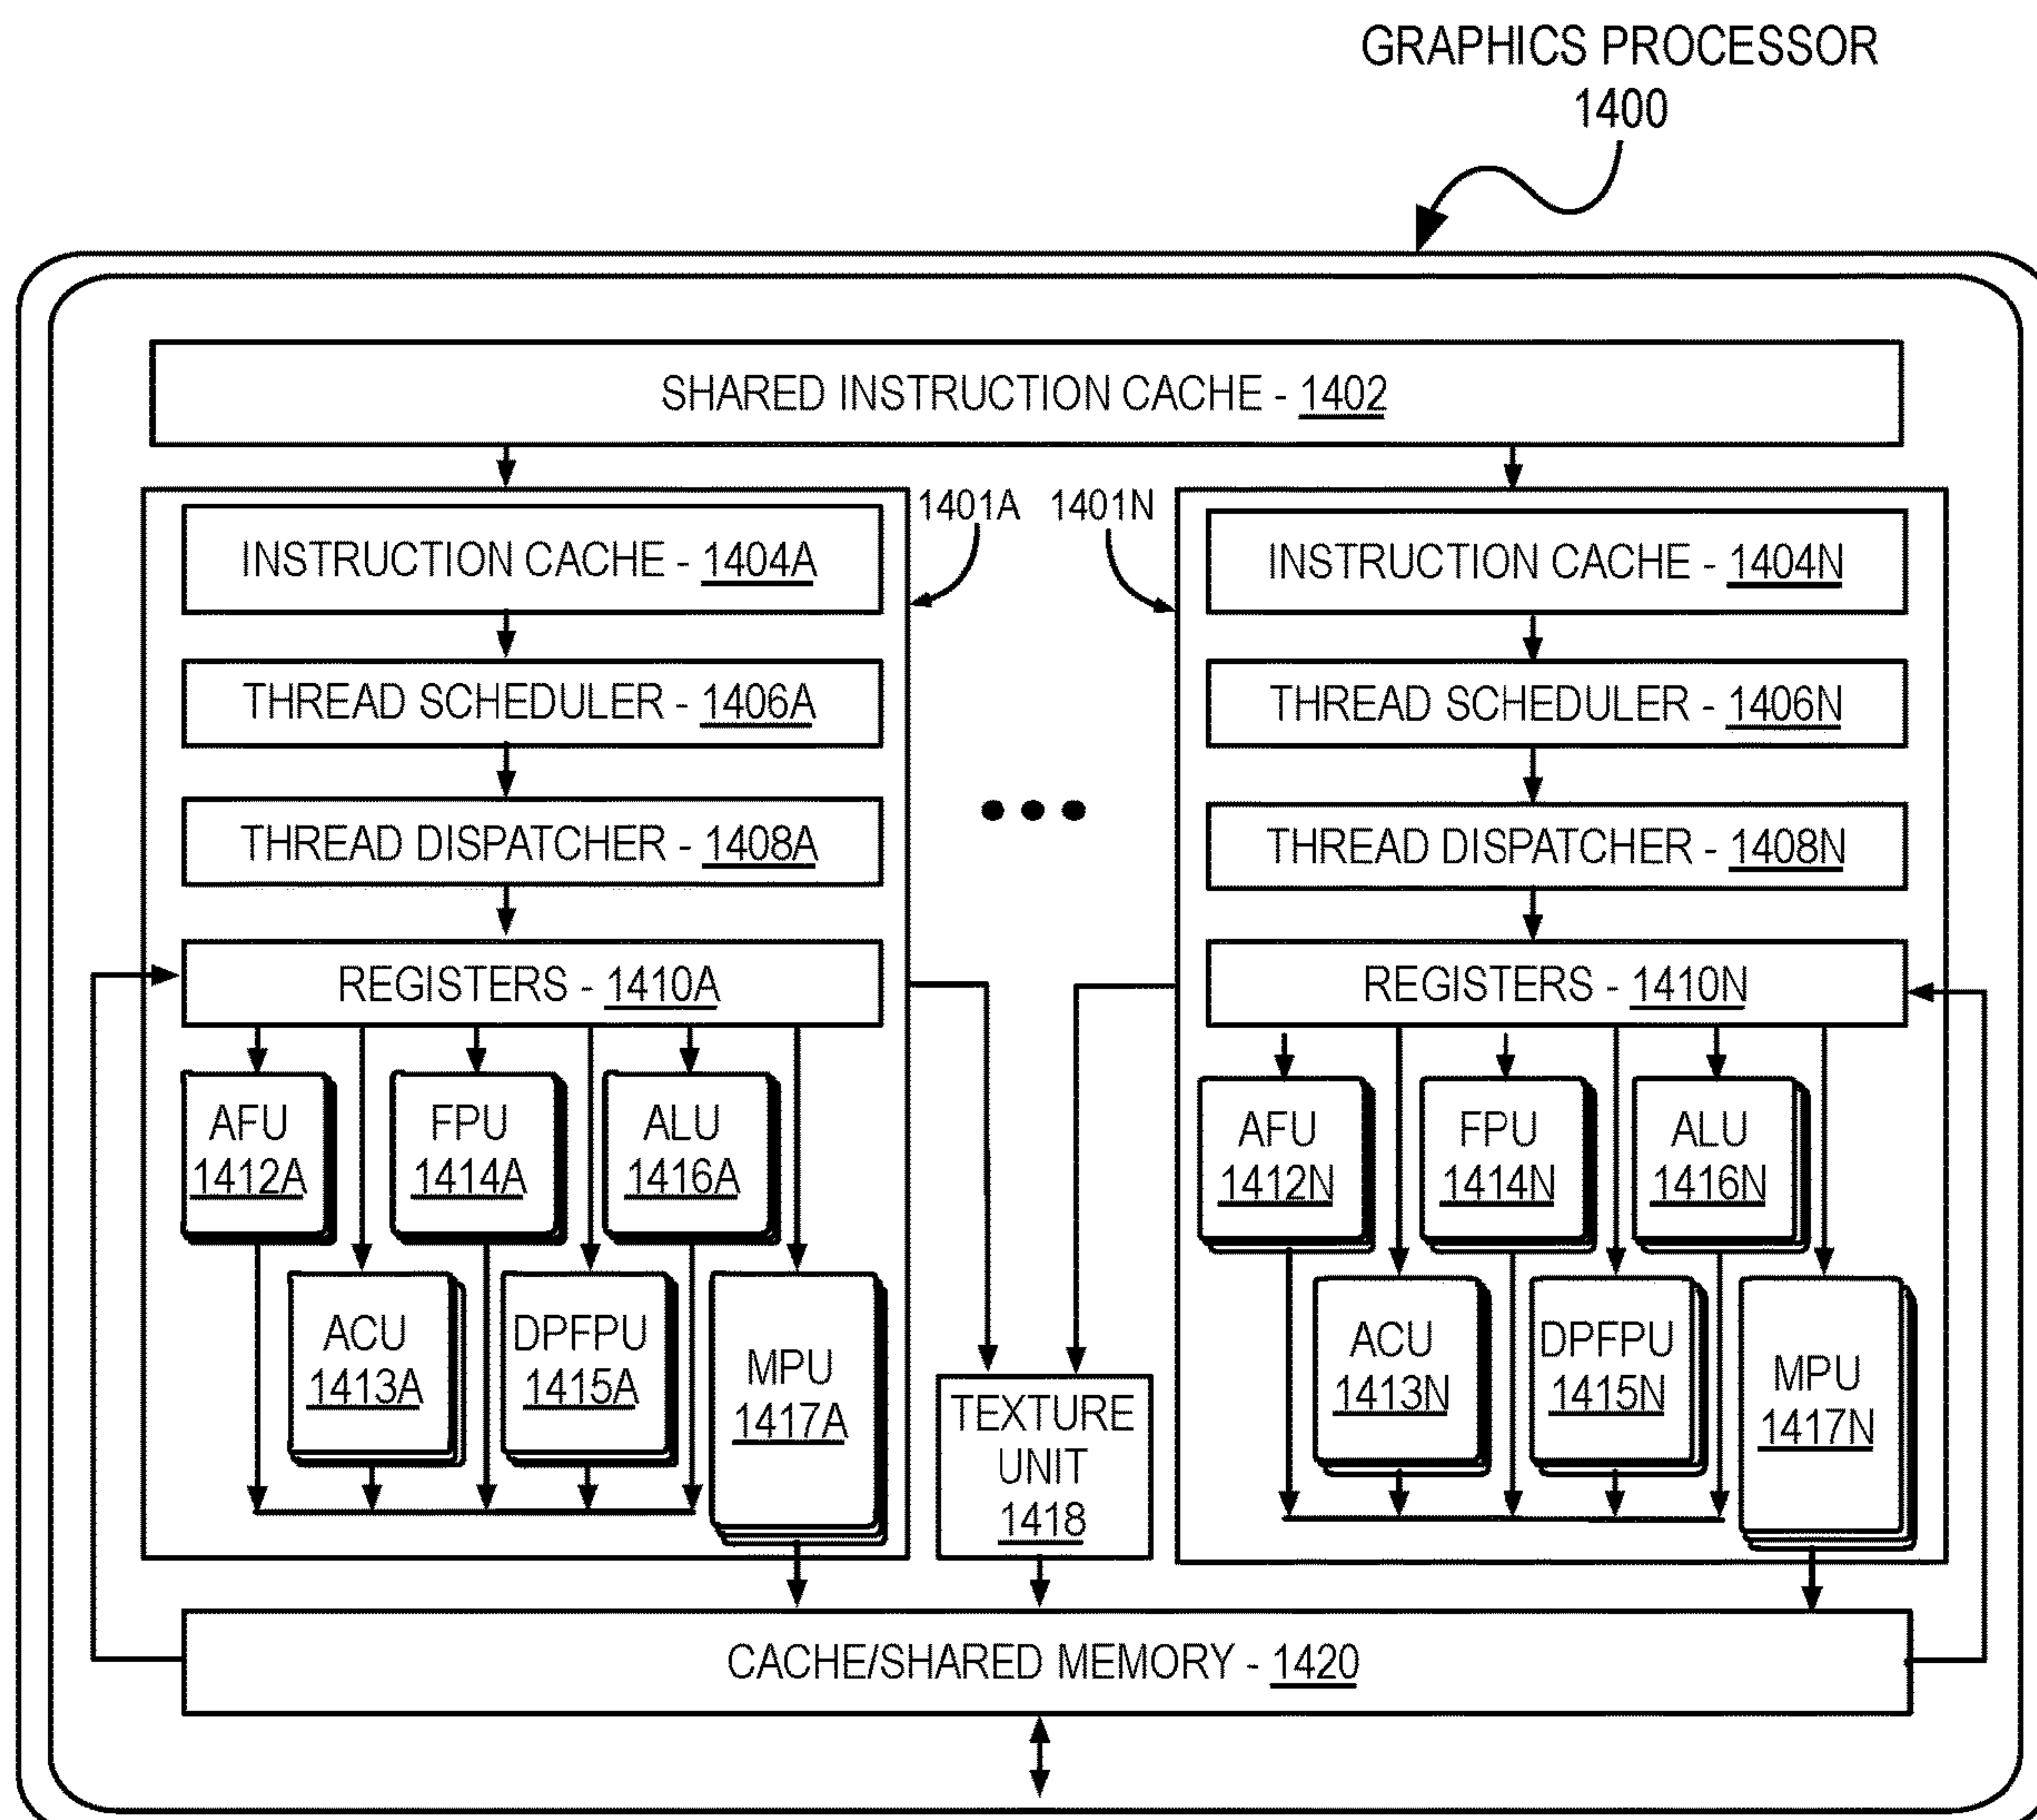 GRAPHICS PROCESSOR
1400
SHARED INSTRUCTION CACHE - 1402
1401A
1401N
INSTRUCTION CACHE - 1404A
THREAD SCHEDULER - 1406A
THREAD DISPATCHER - 1408A
REGISTERS - 1410A
AFU
1412A
FPU
1414A
ALU
1416A
ACU
1413A
DPFPU
1415A
MPU
1417A
TEXTURE
UNIT
1418
INSTRUCTION CACHE - 1404N
THREAD SCHEDULER - 1406N
THREAD DISPATCHER - 1408N
REGISTERS - 1410N
AFU
1412N
FPU
1414N
ALU
1416N
ACU
1413N
DPFPU
1415N
MPU
1417N
CACHE/SHARED MEMORY - 1420